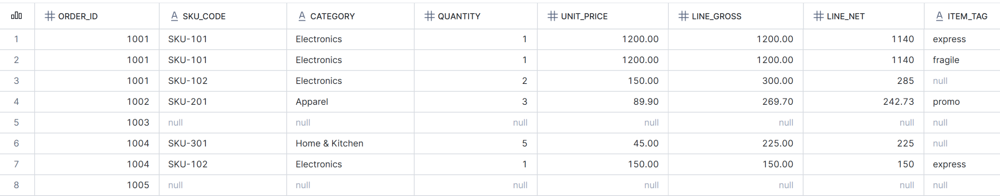 ORDER_ID SKU_CODE CATEGORY QUANTITY UNIT_PRICE LINE_GROSS LINE_NET ITEM_TAG
1 1001 SKU-101 Electronics 1 1200.00 1200.00 1140 express
2 1001 SKU-101 Electronics 1 1200.00 1200.00 1140 fragile
3 1001 SKU-102 Electronics 2 150.00 300.00 285 null
4 1002 SKU-201 Apparel 3 89.90 269.70 242.73 promo
5 1003 null null null null null null null
6 1004 SKU-301 Home & Kitchen 5 45.00 225.00 225 null
7 1004 SKU-102 Electronics 1 150.00 150.00 150 express
8 1005 null null null null null null null